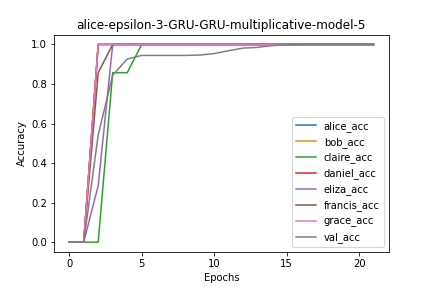 alice-epsilon-3-GRU-GRU-multiplicative-model-5
Accuracy
1.0
0.8
0.6
0.4
0.2
0.0
alice_acc
bob_acc
claire_acc
daniel_acc
eliza_acc
francis_acc
grace_acc
val_acc
0 5 10 15 20
Epochs